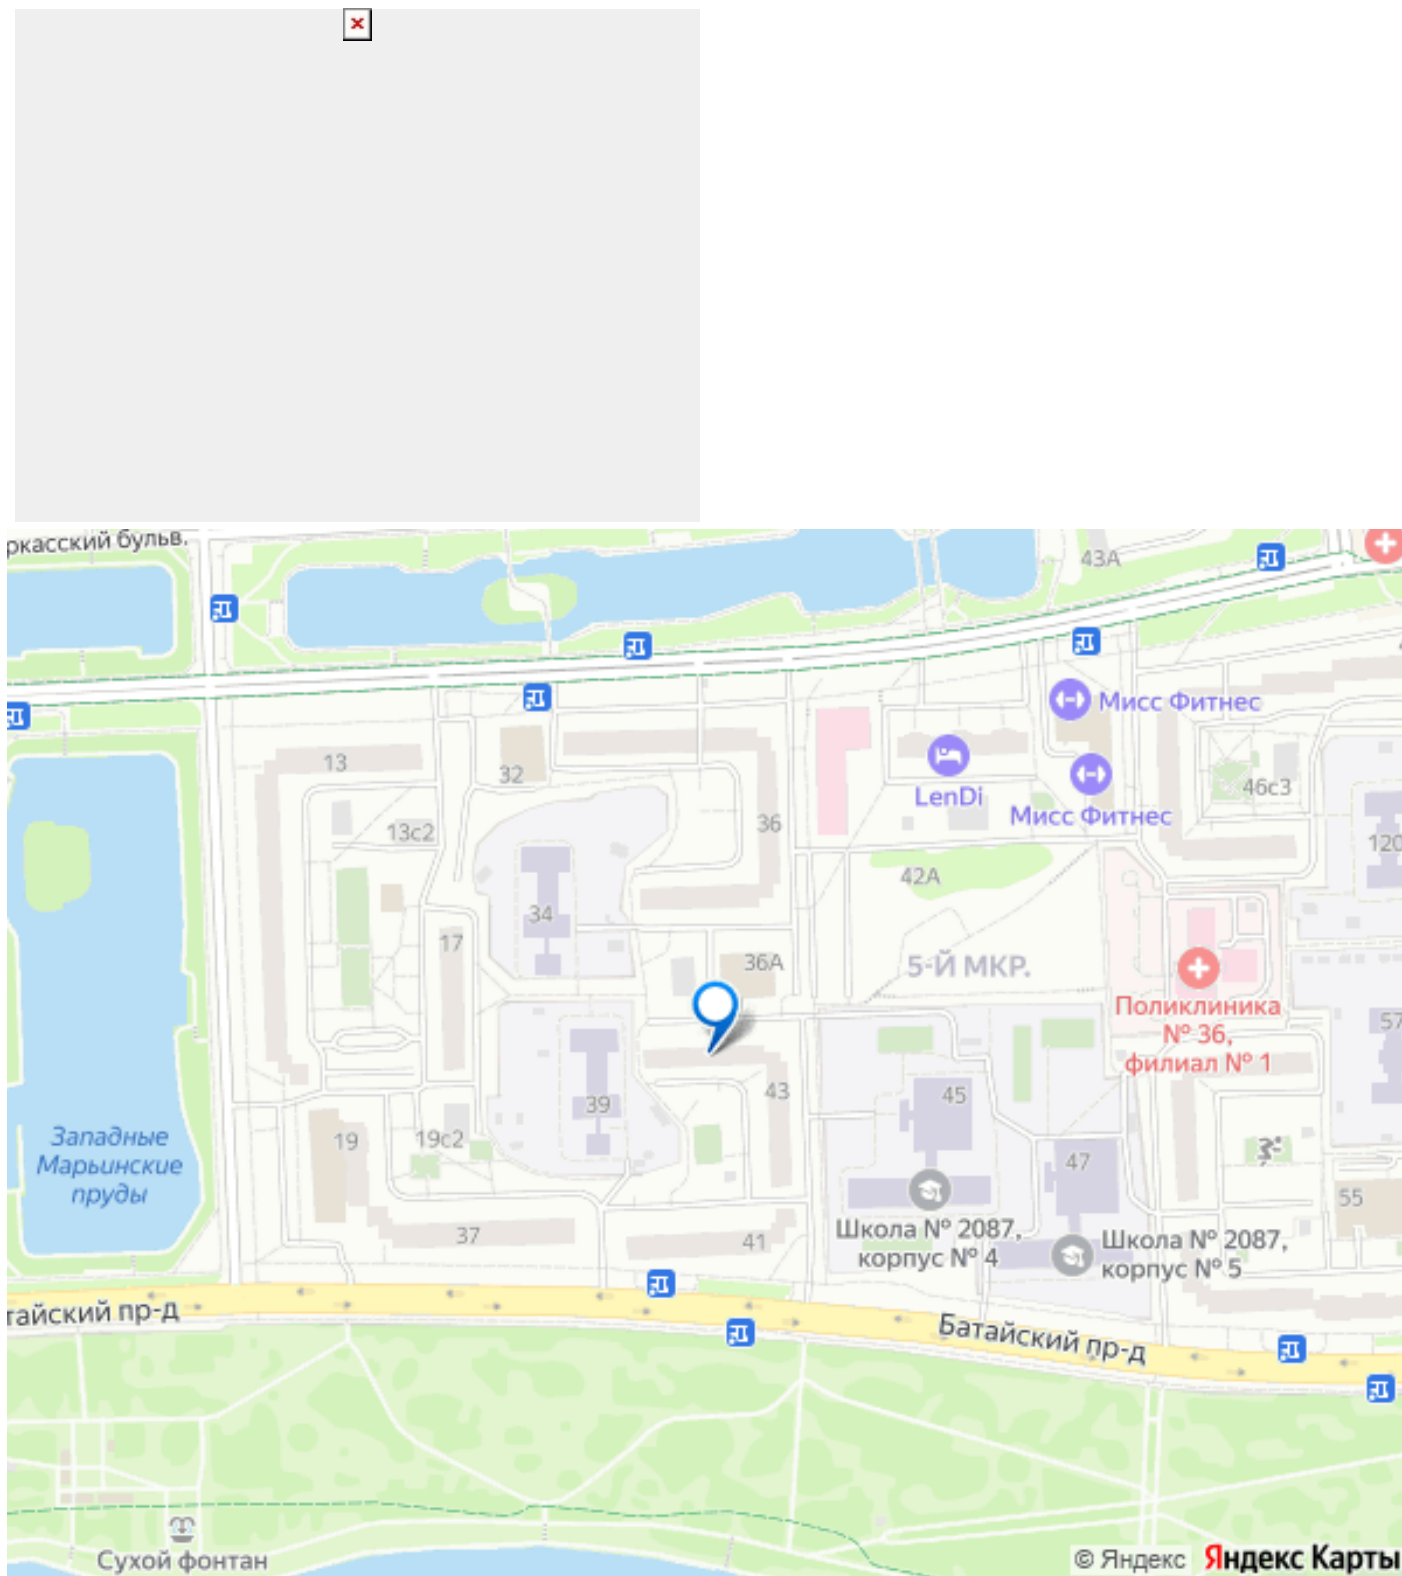 ркасский бульв.
43А
Мисс Фитнес
13
32
LenDi
46с3
Мисс Фитнес
36
13с2
120
42А
34
17
36А
5-Й МКР.
Поликлиника
№ 36,
филиал № 1
57
43
45
39
Западные
Марьинские
пруды
19
19с2
47
55
37
41
Школа № 2087,
корпус № 4
Школа № 2087,
корпус № 5
тайский пр-д
Батайский пр-д
Сухой фонтан
© Яндекс Яндекс Карты